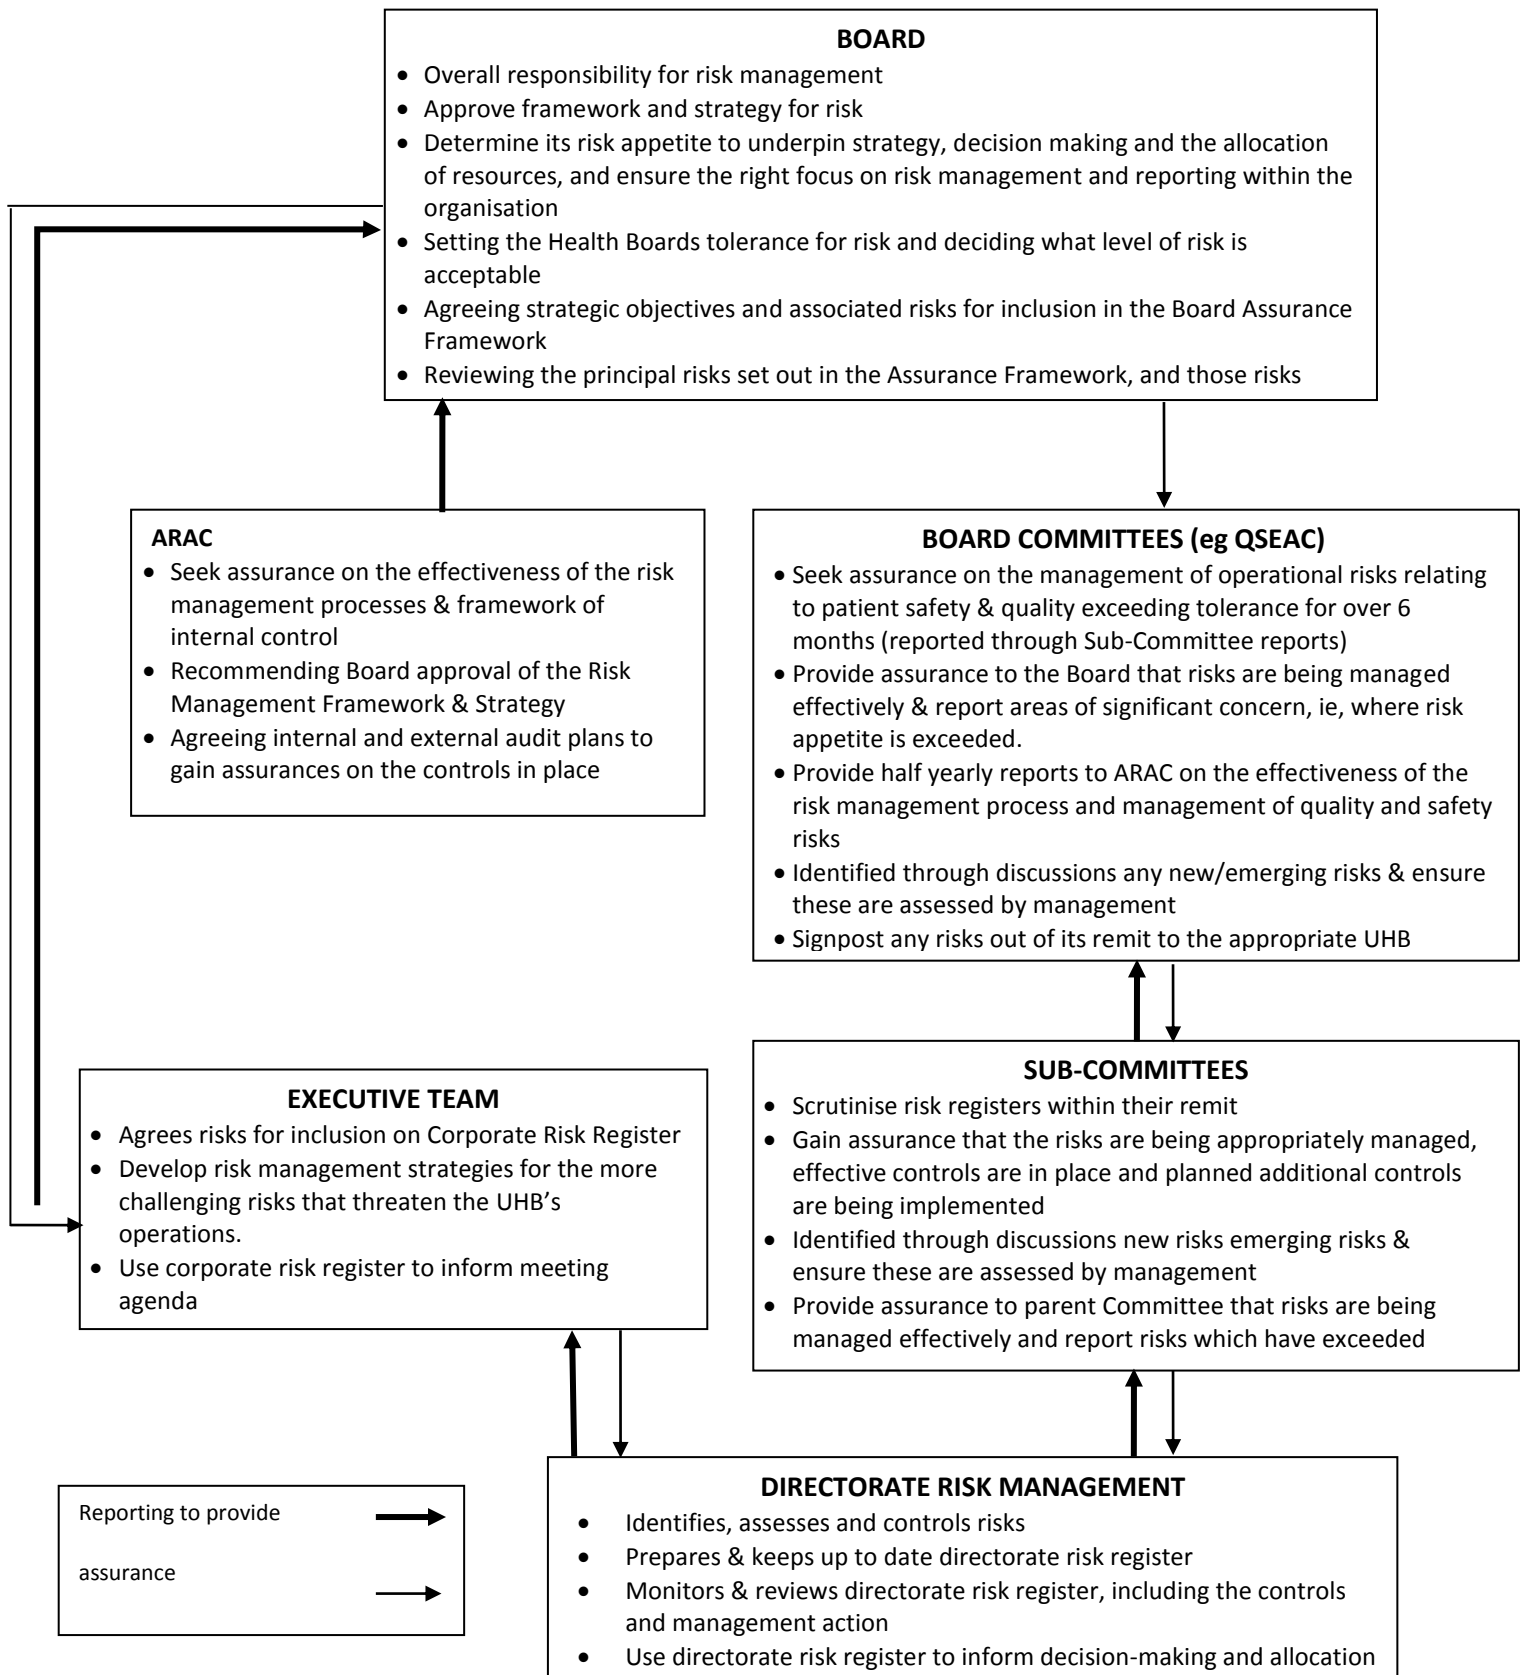 BOARD
• Overall responsibility for risk management
• Approve framework and strategy for risk
• Determine its risk appetite to underpin strategy, decision making and the allocation
of resources, and ensure the right focus on risk management and reporting within the
organisation
• Setting the Health Boards tolerance for risk and deciding what level of risk is
acceptable
• Agreeing strategic objectives and associated risks for inclusion in the Board Assurance
Framework
• Reviewing the principal risks set out in the Assurance Framework, and those risks
ARAC
• Seek assurance on the effectiveness of the risk
management processes & framework of
internal control
• Recommending Board approval of the Risk
Management Framework & Strategy
• Agreeing internal and external audit plans to
gain assurances on the controls in place
BOARD COMMITTEES (eg QSEAC)
• Seek assurance on the management of operational risks relating
to patient safety & quality exceeding tolerance for over 6
months (reported through Sub-Committee reports)
• Provide assurance to the Board that risks are being managed
effectively & report areas of significant concern, ie, where risk
appetite is exceeded.
• Provide half yearly reports to ARAC on the effectiveness of the
risk management process and management of quality and safety
risks
• Identified through discussions any new/emerging risks & ensure
these are assessed by management
• Signpost any risks out of its remit to the appropriate UHB
EXECUTIVE TEAM
• Agrees risks for inclusion on Corporate Risk Register
• Develop risk management strategies for the more
challenging risks that threaten the UHB’s
operations.
• Use corporate risk register to inform meeting
agenda
SUB-COMMITTEES
• Scrutinise risk registers within their remit
• Gain assurance that the risks are being appropriately managed,
effective controls are in place and planned additional controls
are being implemented
• Identified through discussions new risks emerging risks &
ensure these are assessed by management
• Provide assurance to parent Committee that risks are being
managed effectively and report risks which have exceeded
Reporting to provide
assurance
DIRECTORATE RISK MANAGEMENT
• Identifies, assesses and controls risks
• Prepares & keeps up to date directorate risk register
• Monitors & reviews directorate risk register, including the controls
and management action
• Use directorate risk register to inform decision-making and allocation